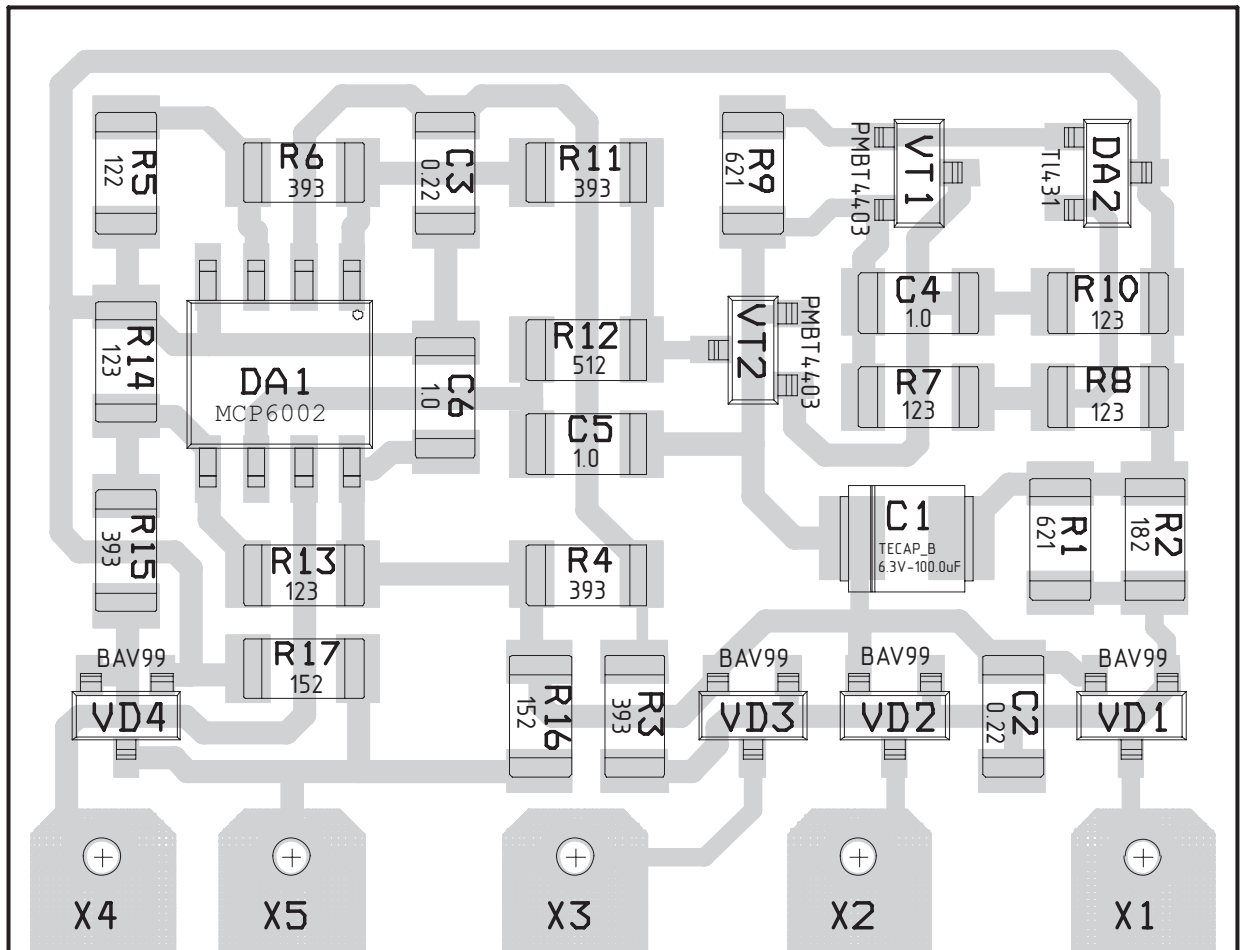 R5
122
R6
393
C3
0.22
R11
393
R9
621
VT1
PMBT4403
DA2
Tl431
R14
123
DA1
MCP6002
C6
1.0
R12
512
VT2
PMBT4403
C4
1.0
R10
123
C5
1.0
R7
123
R8
123
R15
393
R13
123
R4
393
C1
TECAP_B
6.3V-100.0uF
R1
621
R2
182
BAV99
VD4
R17
152
R16
152
R3
393
BAV99
VD3
BAV99
VD2
C2
0.22
BAV99
VD1
X4
X5
X3
X2
X1